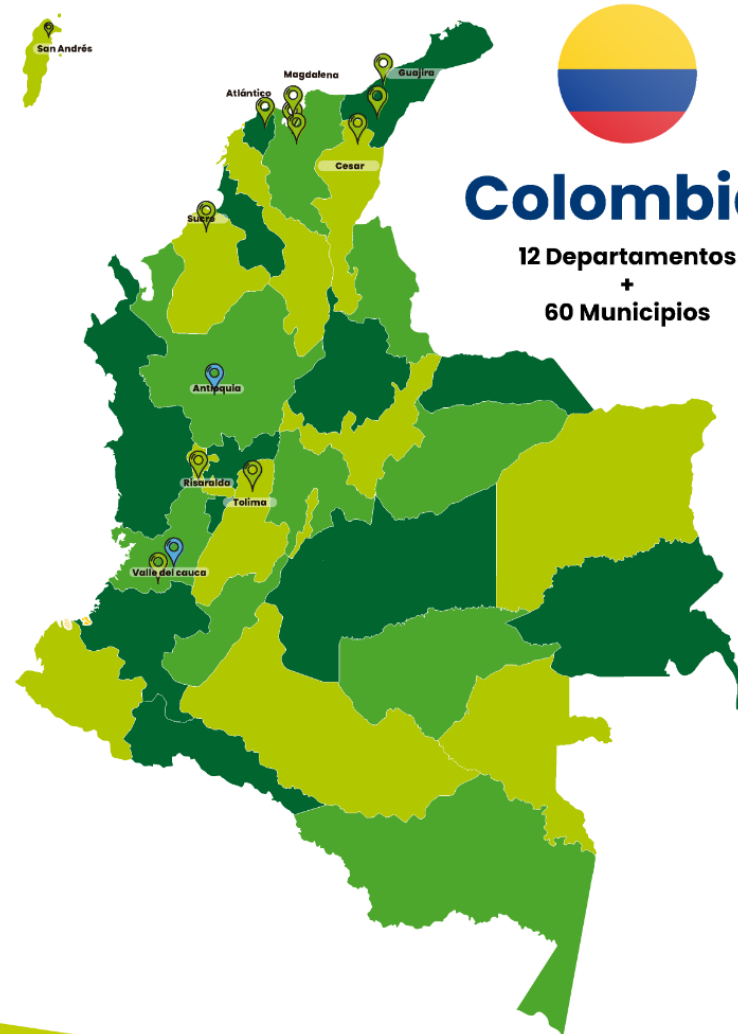 San Andrés
Magdalena
Guajira
Atlántico
Cesar
Sucre
Antioquia
Risaralda
Tolima
Valle del cauca
Colombia
12 Departamentos
+
60 Municipios